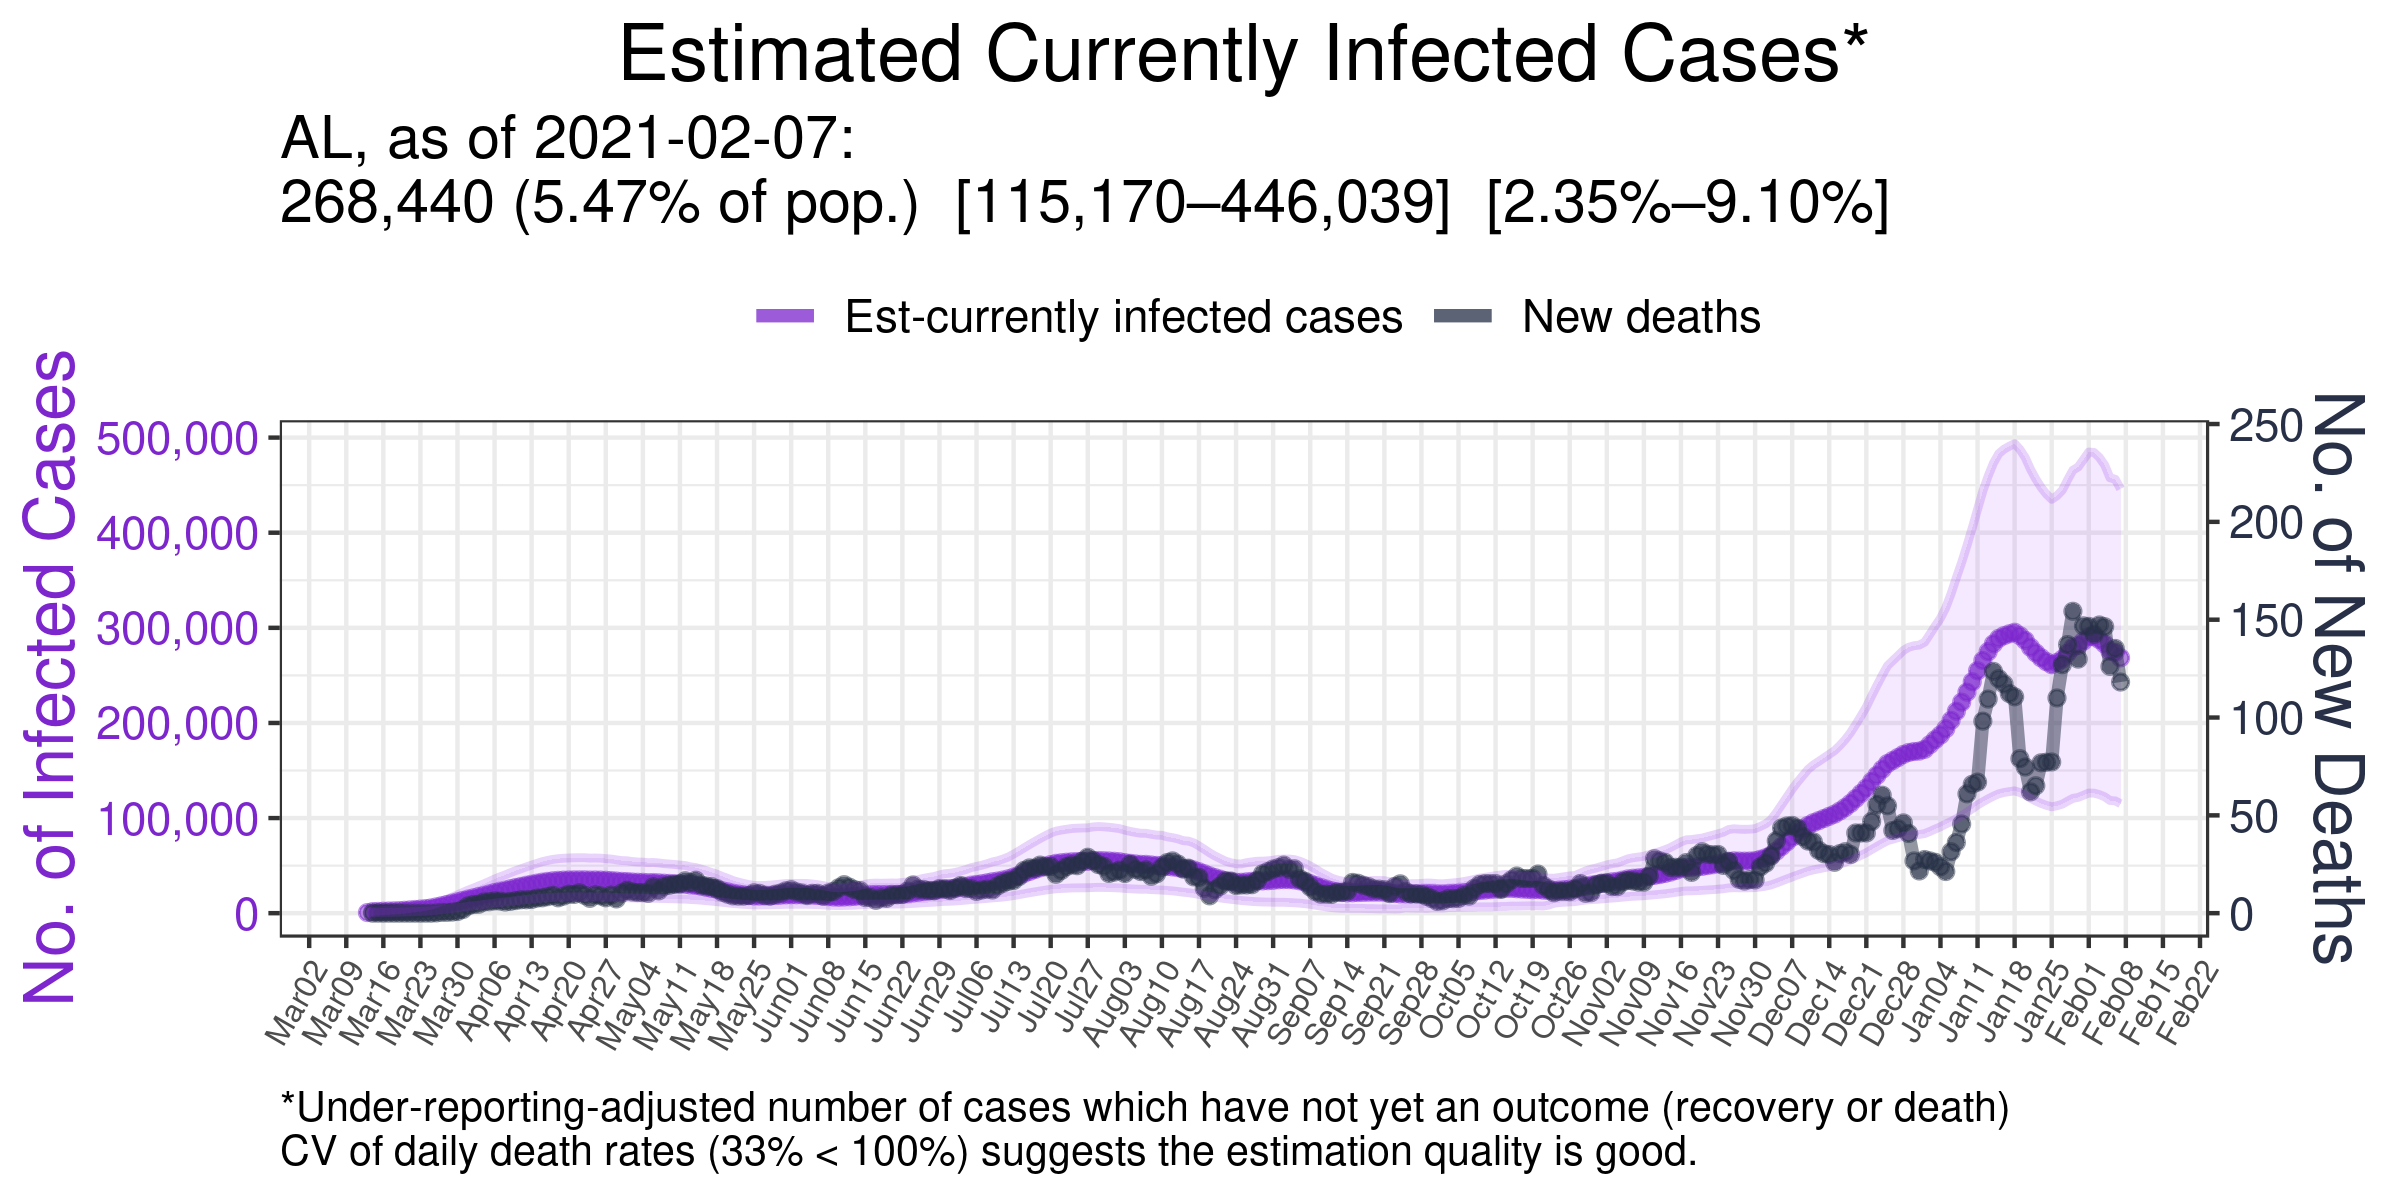 Estimated Currently Infected Cases*
AL, as of 2021-02-07:
268,440 (5.47% of pop.)  [115,170–446,039]  [2.35%–9.10%]
Est-currently infected cases
New deaths
No. of Infected Cases
500,000
400,000
300,000
200,000
100,000
0
250
200
150
100
50
0
No. of New Deaths
Mar02
Mar09
Mar16
Mar23
Mar30
Apr06
Apr13
Apr20
Apr27
May04
May11
May18
May25
Jun01
Jun08
Jun15
Jun22
Jun29
Jul06
Jul13
Jul20
Jul27
Aug03
Aug10
Aug17
Aug24
Aug31
Sep07
Sep14
Sep21
Sep28
Oct05
Oct12
Oct19
Oct26
Nov02
Nov09
Nov16
Nov23
Nov30
Dec07
Dec14
Dec21
Dec28
Jan04
Jan11
Jan18
Jan25
Feb01
Feb08
Feb15
Feb22
*Under-reporting-adjusted number of cases which have not yet an outcome (recovery or death)
CV of daily death rates (33% < 100%) suggests the estimation quality is good.